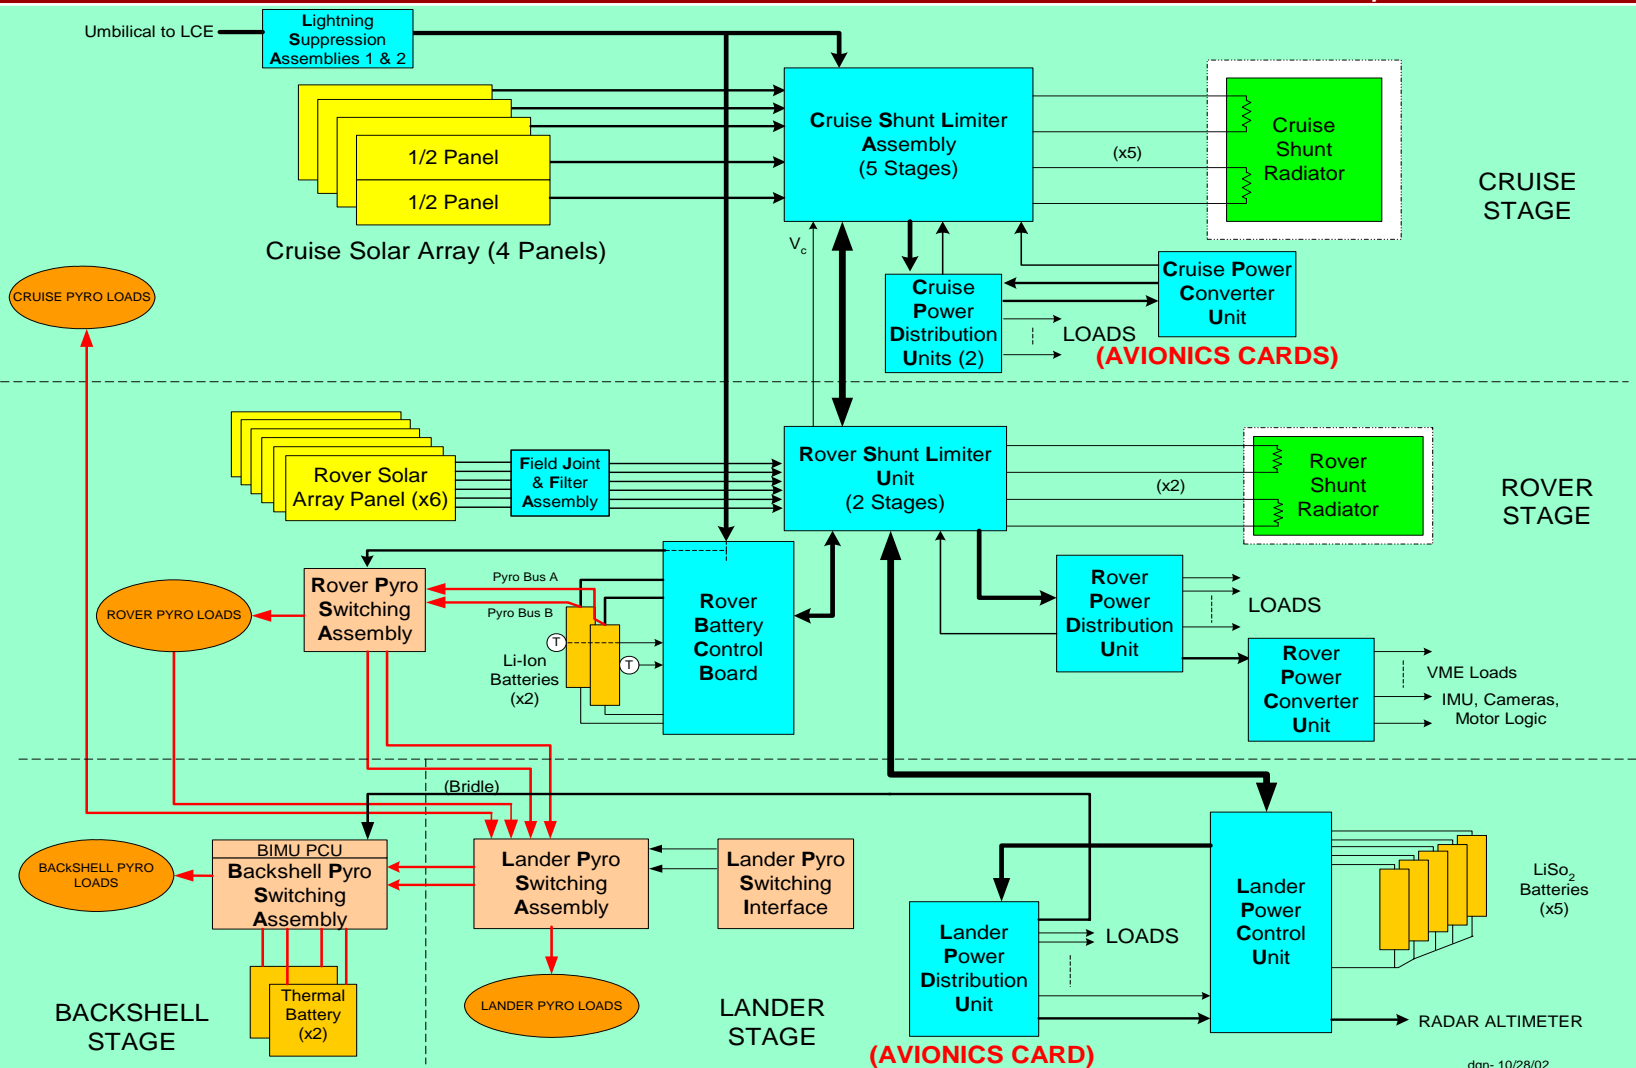 Umbilical to LCE
Lightning
Suppression
Assemblies 1 & 2
1/2 Panel
1/2 Panel
Cruise Solar Array (4 Panels)
Cruise Shunt Limiter
Assembly
(5 Stages)
(x5)
Cruise
Shunt
Radiator
CRUISE
STAGE
Vc
Cruise
Power
Distribution
Units (2)
LOADS
(AVIONICS CARDS)
Cruise Power
Converter
Unit
CRUISE PYRO LOADS
Rover Solar
Array Panel (x6)
Field Joint
& Filter
Assembly
Rover Shunt Limiter
Unit
(2 Stages)
(x2)
Rover
Shunt
Radiator
ROVER
STAGE
Rover Pyro
Switching
Assembly
ROVER PYRO LOADS
Pyro Bus A
Pyro Bus B
T
T
Li-Ion
Batteries
(x2)
Rover
Battery
Control
Board
Rover
Power
Distribution
Unit
LOADS
Rover
Power
Converter
Unit
VME Loads
IMU, Cameras,
Motor Logic
(Bridle)
BIMU PCU
Backshell Pyro
Switching
Assembly
BACKSHELL PYRO
LOADS
Thermal
Battery
(x2)
BACKSHELL
STAGE
Lander Pyro
Switching
Assembly
Lander Pyro
Switching
Interface
LANDER PYRO LOADS
LANDER
STAGE
Lander
Power
Distribution
Unit
LOADS
(AVIONICS CARD)
Lander
Power
Control
Unit
LiSo2
Batteries
(x5)
RADAR ALTIMETER
dgn- 10/28/02